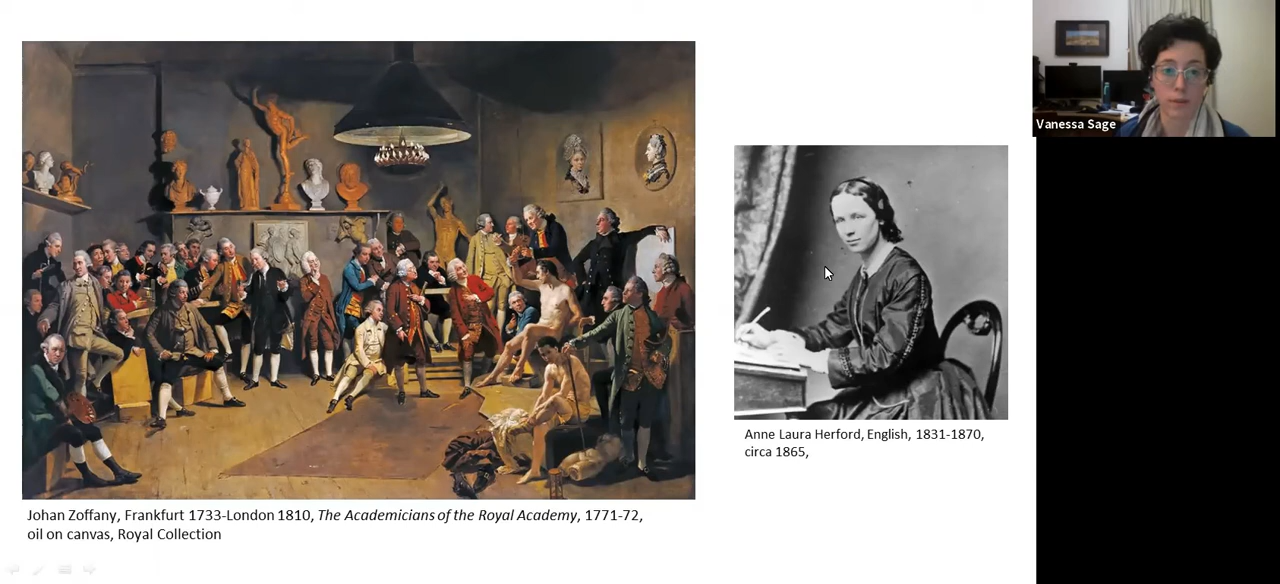 Vanessa Sage
Anne Laura Herford, English, 1831-1870,
circa 1865,
Johan Zoffany, Frankfurt 1733-London 1810, The Academicians of the Royal Academy, 1771-72,
oil on canvas, Royal Collection